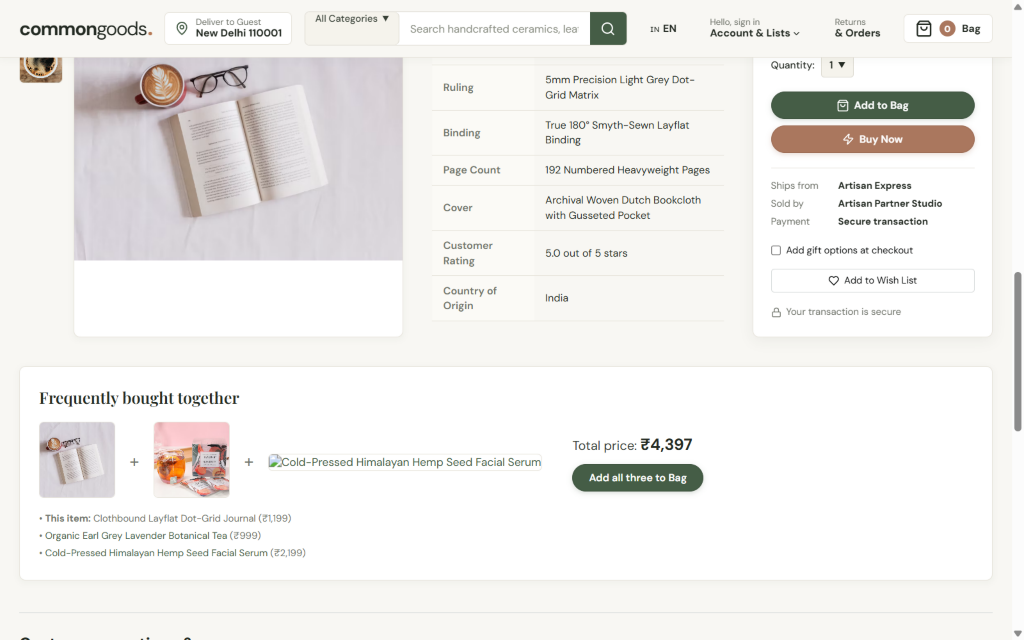 commongoods.
Deliver to Guest
New Delhi 110001
All Categories ▼
Search handcrafted ceramics, lea
IN EN
Hello, sign in
Account & Lists
Returns
& Orders
0 Bag
Quantity: 1 ▼
Ruling
5mm Precision Light Grey Dot-
Grid Matrix
Binding
True 180° Smyth-Sewn Layflat
Binding
Page Count
192 Numbered Heavyweight Pages
Cover
Archival Woven Dutch Bookcloth
with Gusseted Pocket
Customer
Rating
5.0 out of 5 stars
Country of
Origin
India
Add to Bag
Buy Now
Ships from Artisan Express
Sold by Artisan Partner Studio
Payment Secure transaction
Add gift options at checkout
Add to Wish List
Your transaction is secure
Frequently bought together
+
+
Cold-Pressed Himalayan Hemp Seed Facial Serum
Total price: ₹4,397
Add all three to Bag
• This item: Clothbound Layflat Dot-Grid Journal (₹1,199)
• Organic Earl Grey Lavender Botanical Tea (₹999)
• Cold-Pressed Himalayan Hemp Seed Facial Serum (₹2,199)